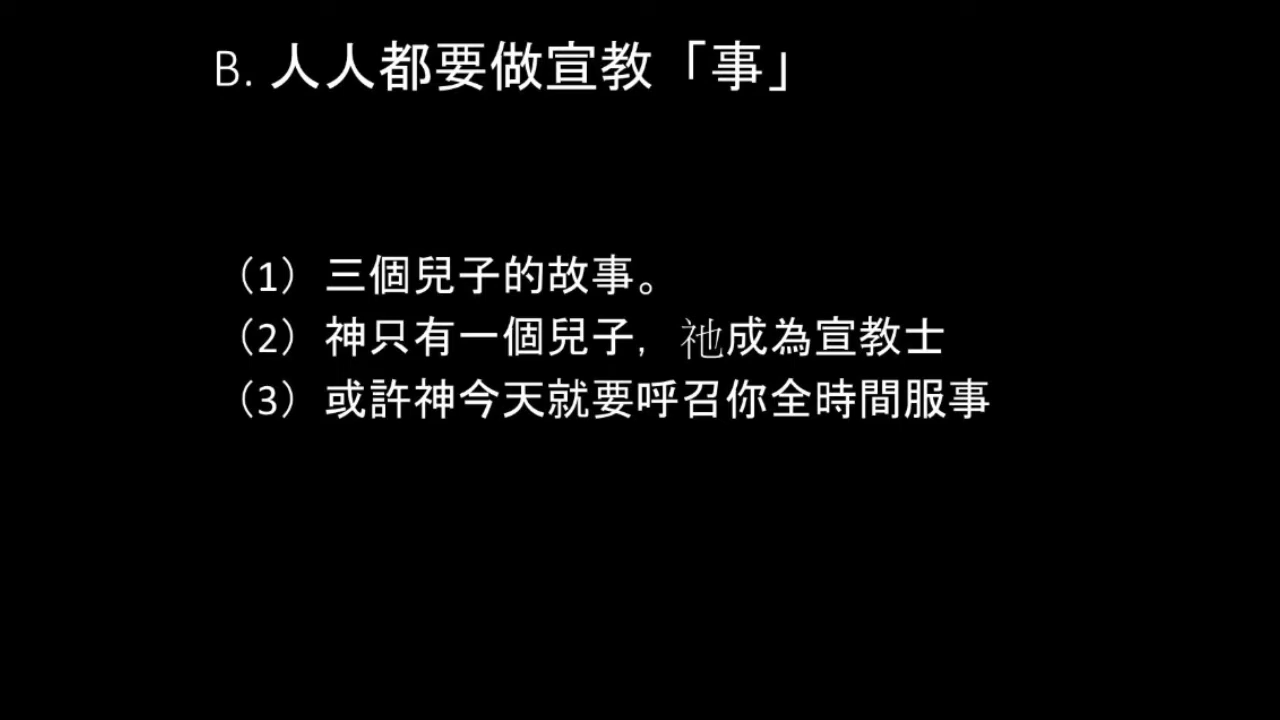 B. 人人都要做宣教「事」
（1）三個兒子的故事。
（2）神只有一個兒子，祂成為宣教士
（3）或許神今天就要呼召你全時間服事